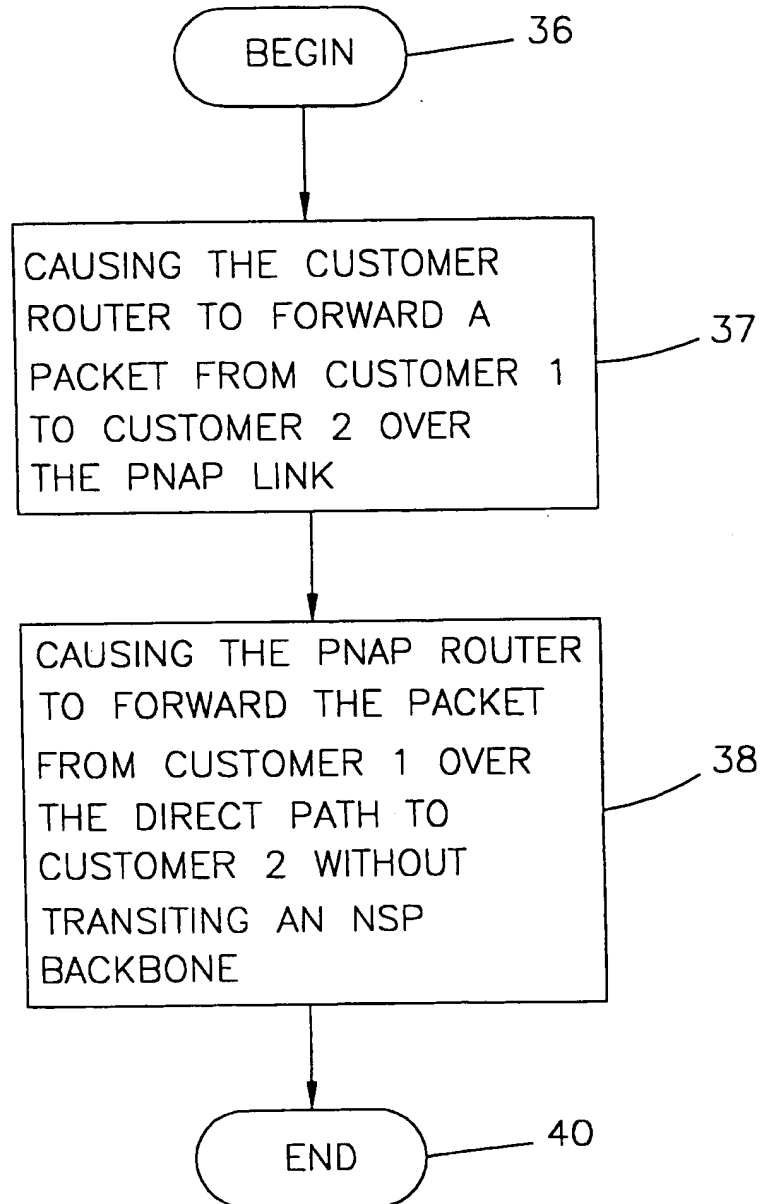 BEGIN
36
CAUSING THE CUSTOMER
ROUTER TO FORWARD A
PACKET FROM CUSTOMER 1
TO CUSTOMER 2 OVER
THE PNAP LINK
37
CAUSING THE PNAP ROUTER
TO FORWARD THE PACKET
FROM CUSTOMER 1 OVER
THE DIRECT PATH TO
CUSTOMER 2 WITHOUT
TRANSITING AN NSP
BACKBONE
38
END
40